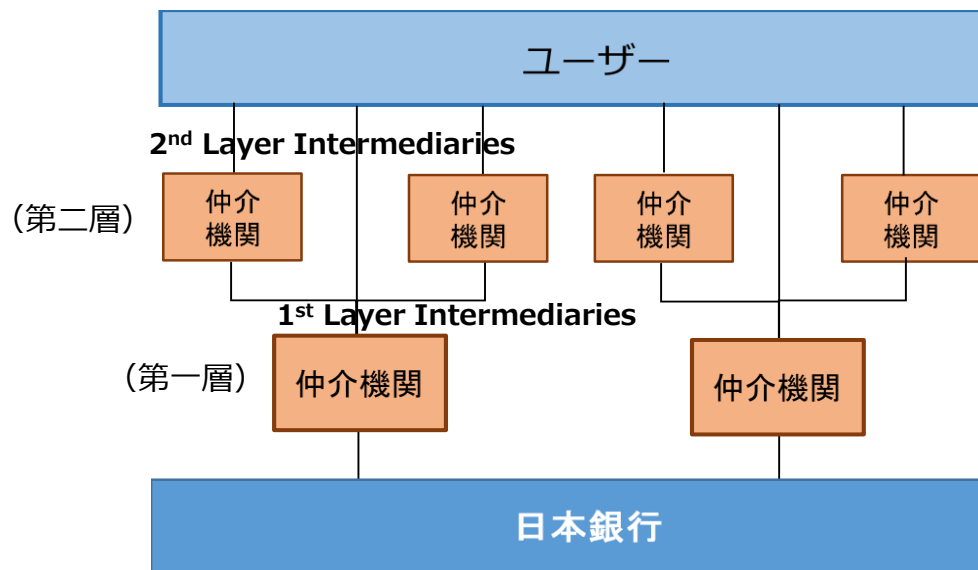 ユーザー
2nd Layer Intermediaries
（第二層）
仲介
機関
仲介
機関
仲介
機関
仲介
機関
1st Layer Intermediaries
（第一層）
仲介機関
仲介機関
日本銀行